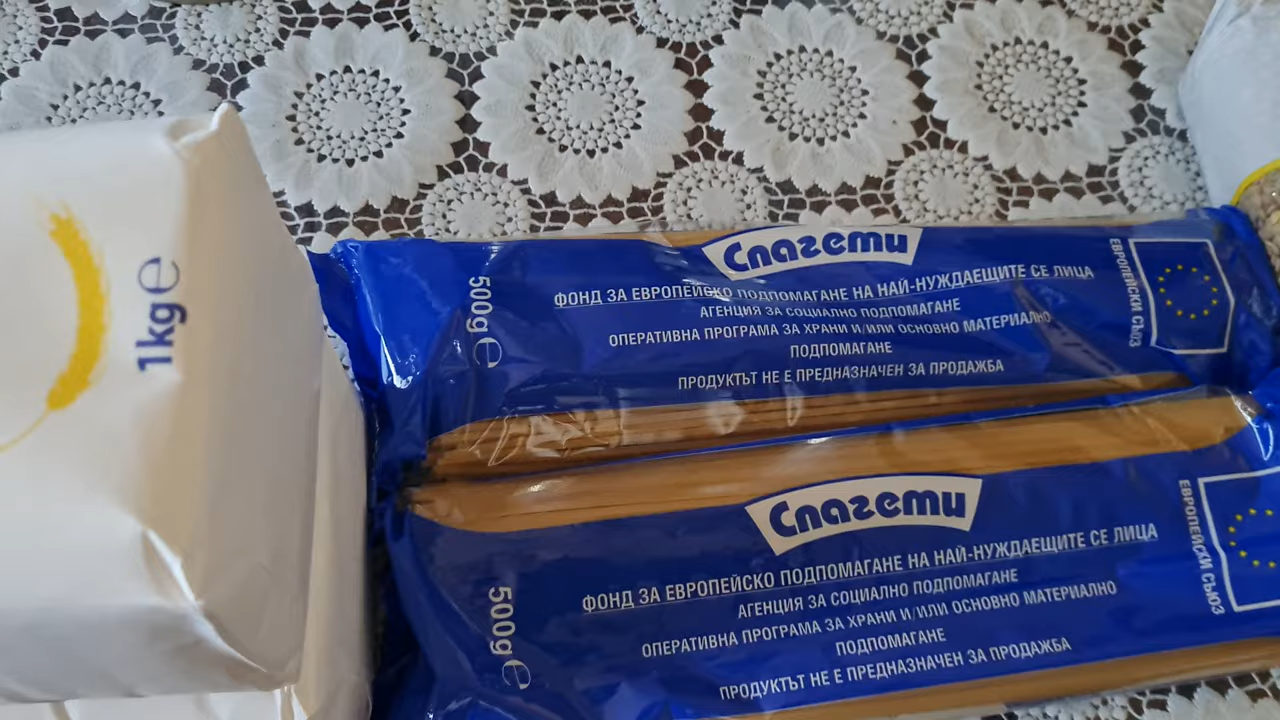 1kg e
Спагети
500g e
ФОНД ЗА ЕВРОПЕЙСКО ПОДПОМАГАНЕ НА НАЙ-НУЖДАЕЩИТЕ СЕ ЛИЦА
АГЕНЦИЯ ЗА СОЦИАЛНО ПОДПОМАГАНЕ
ОПЕРАТИВНА ПРОГРАМА ЗА ХРАНИ И/ИЛИ ОСНОВНО МАТЕРИАЛНО
ПОДПОМАГАНЕ
ПРОДУКТЪТ НЕ Е ПРЕДНАЗНАЧЕН ЗА ПРОДАЖБА
ЕВРОПЕЙСКИ СЪЮЗ
Спагети
500g e
ФОНД ЗА ЕВРОПЕЙСКО ПОДПОМАГАНЕ НА НАЙ-НУЖДАЕЩИТЕ СЕ ЛИЦА
АГЕНЦИЯ ЗА СОЦИАЛНО ПОДПОМАГАНЕ
ОПЕРАТИВНА ПРОГРАМА ЗА ХРАНИ И/ИЛИ ОСНОВНО МАТЕРИАЛНО
ПОДПОМАГАНЕ
ПРОДУКТЪТ НЕ Е ПРЕДНАЗНАЧЕН ЗА ПРОДАЖБА
ЕВРОПЕЙСКИ СЪЮЗ